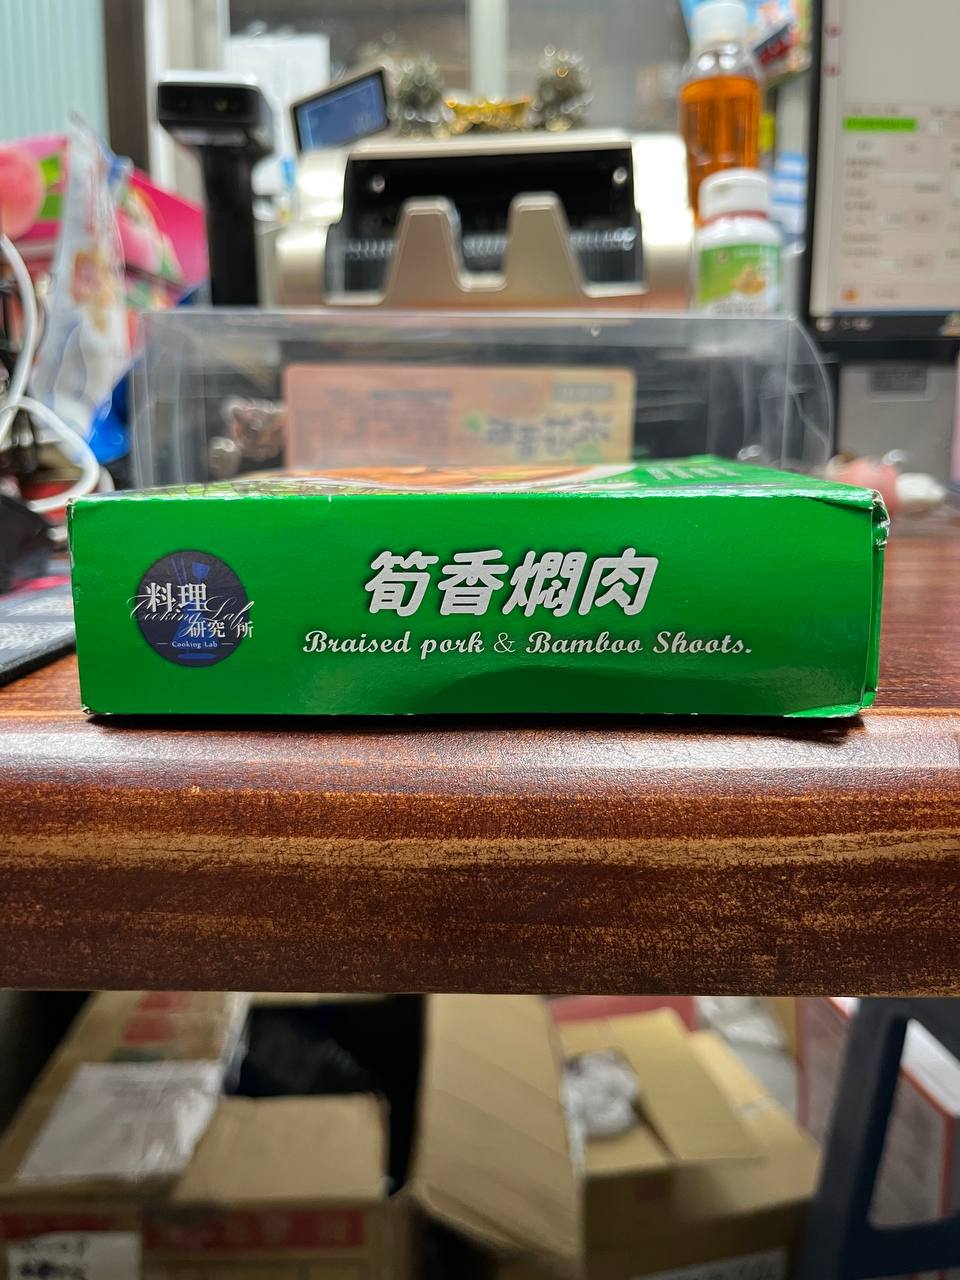 料理
Cooking Lab
研究所
Cooking Lab
筍香燜肉
Braised pork & Bamboo Shoots.